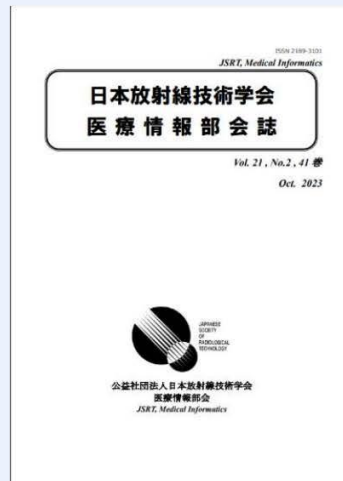 ISSN 2189-3101
JSRT, Medical Informatics
日本放射線技術学会
医療情報部会誌
Vol. 21 , No.2 , 41 巻
Oct. 2023
JAPANESE
SOCIETY
OF
RADIOLOGICAL
TECHNOLOGY
公益社団法人日本放射線技術学会
医療情報部会
JSRT, Medical Informatics